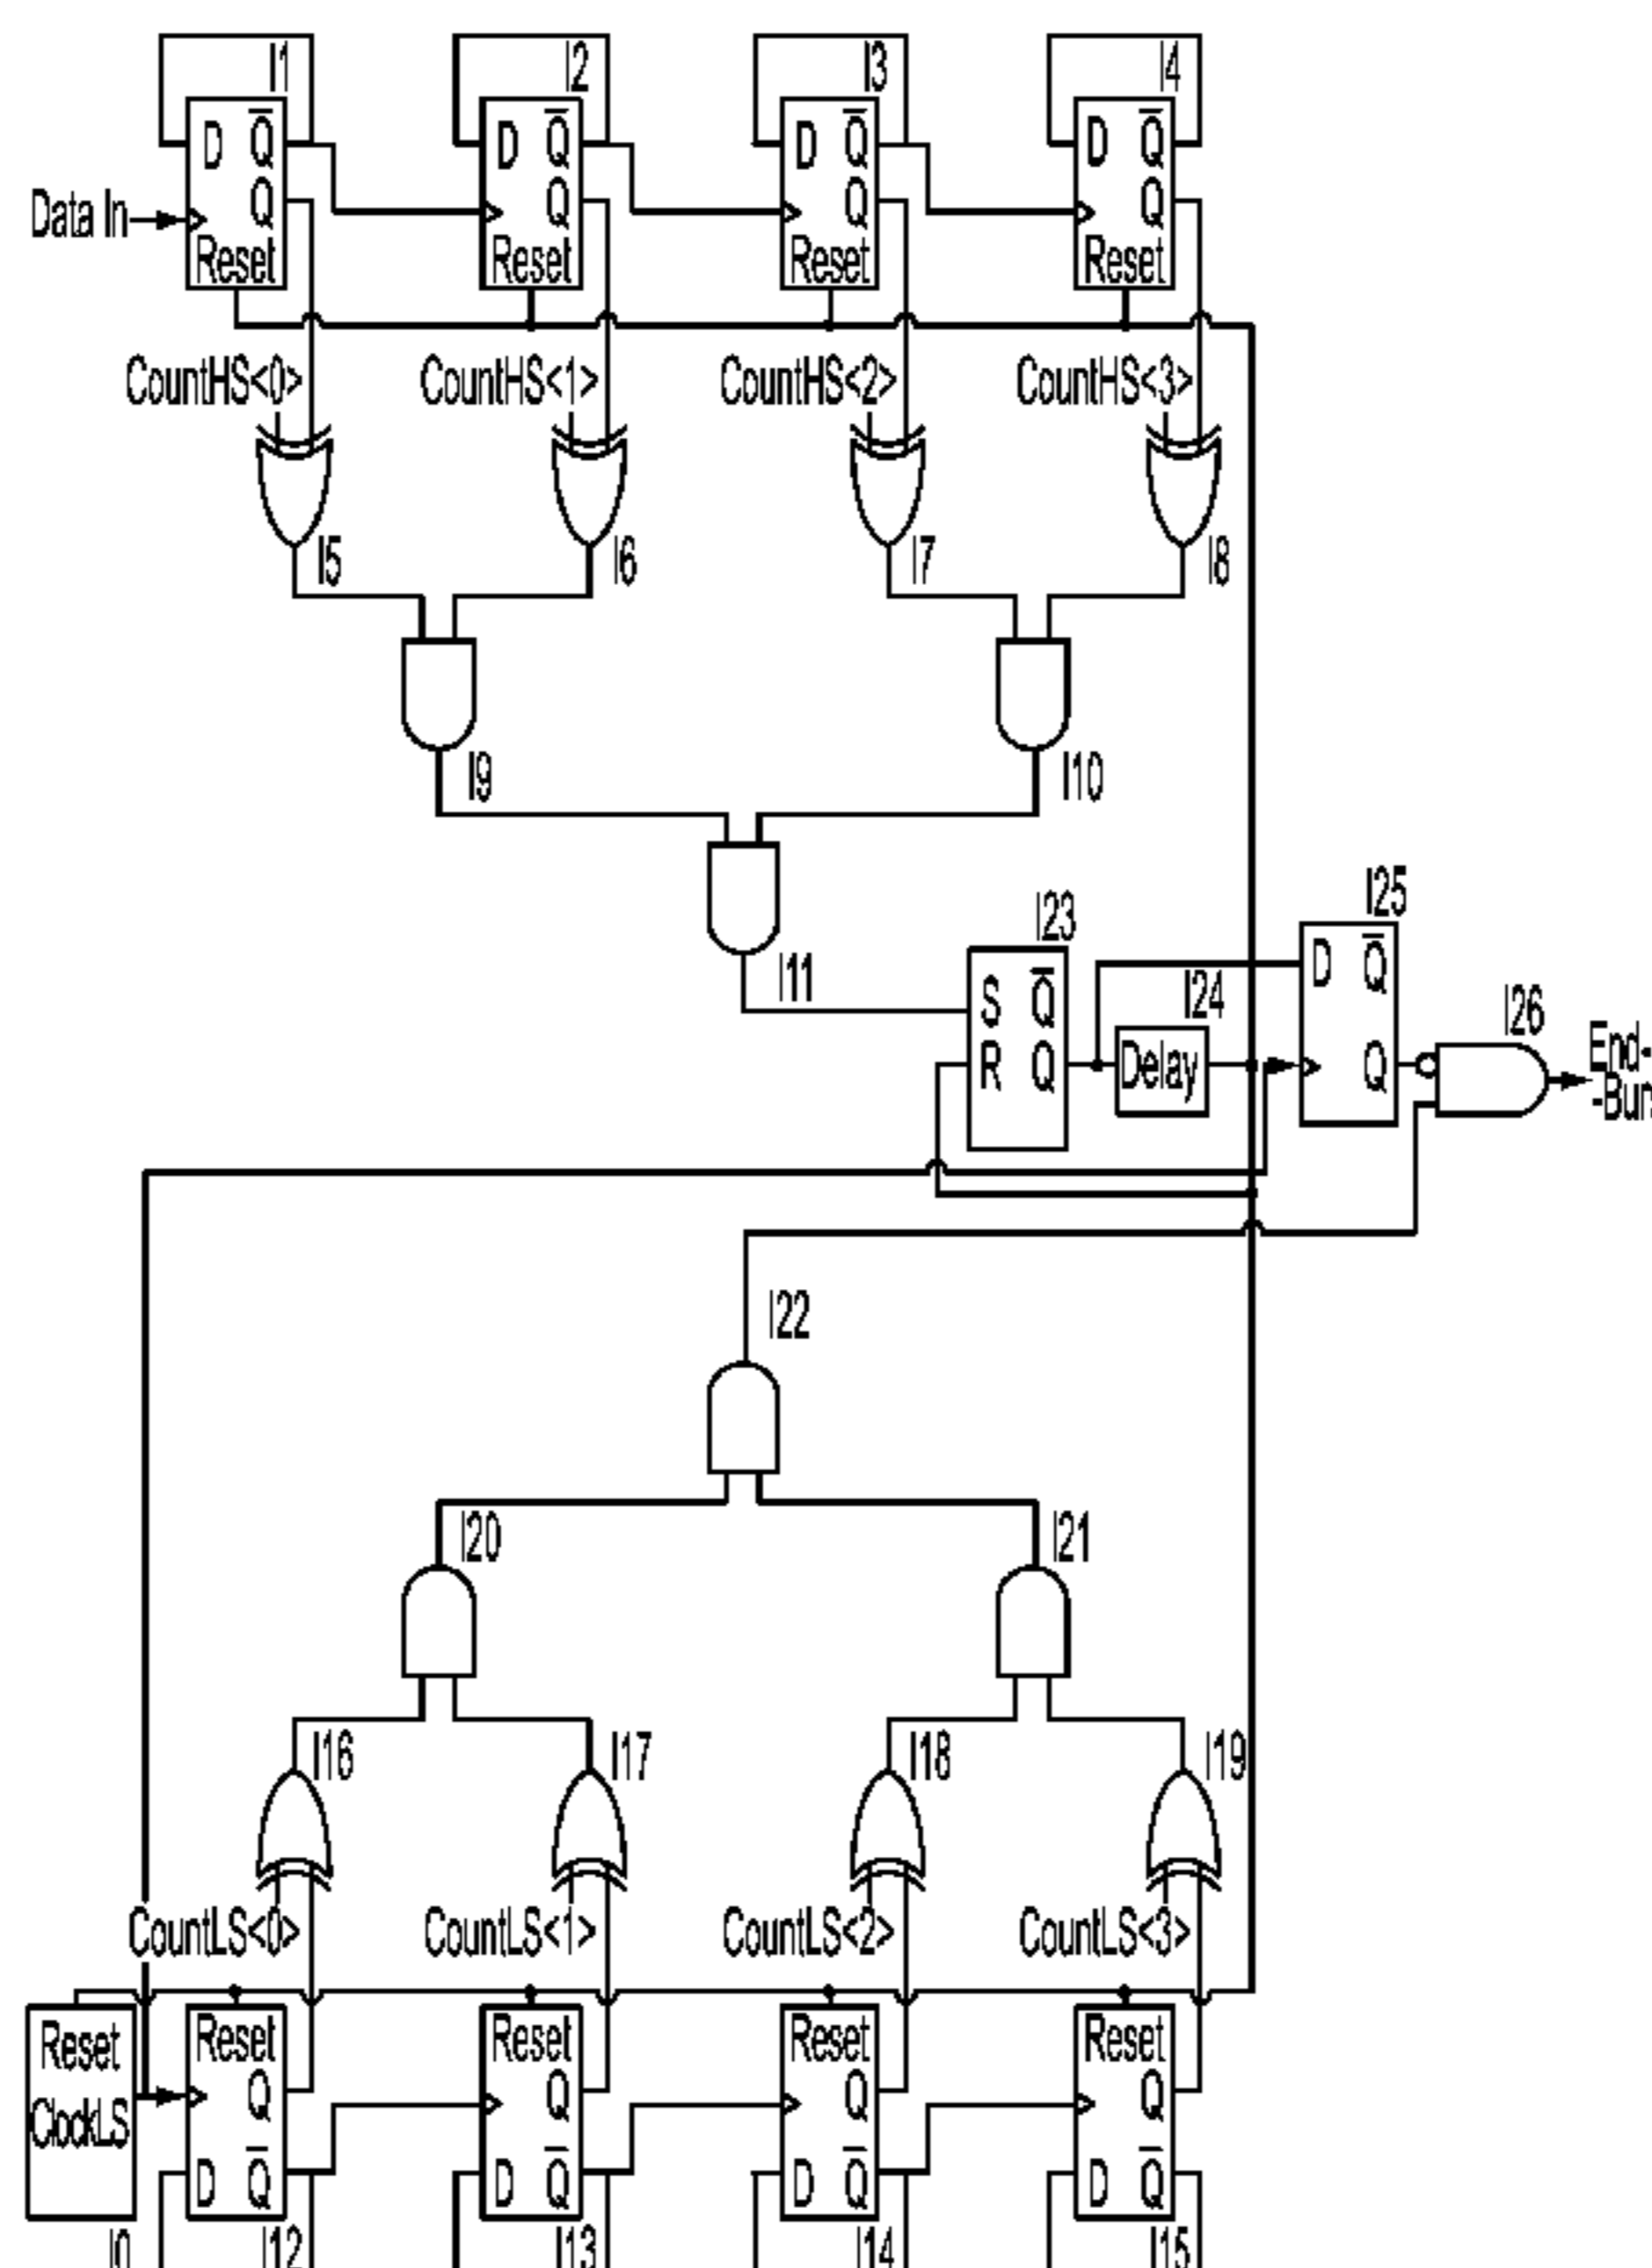 I1 I2 I3 I4
D Q D Q D Q D Q
Data In Q Q Q Q
Reset Reset Reset Reset
CountHS<0> CountHS<1> CountHS<2> CountHS<3>
I5 I6 I7 I8
I9 I10
I11
I23
I25
S Q I24 D Q
I26
R Q Delay Q
End-
-Bur
I22
I20 I21
I16 I17 I18 I19
CountLS<0> CountLS<1> CountLS<2> CountLS<3>
Reset Reset Reset Reset Reset
ClockLS Q Q Q Q
D Q D Q D Q D Q
I0 I12 I13 I14 I15